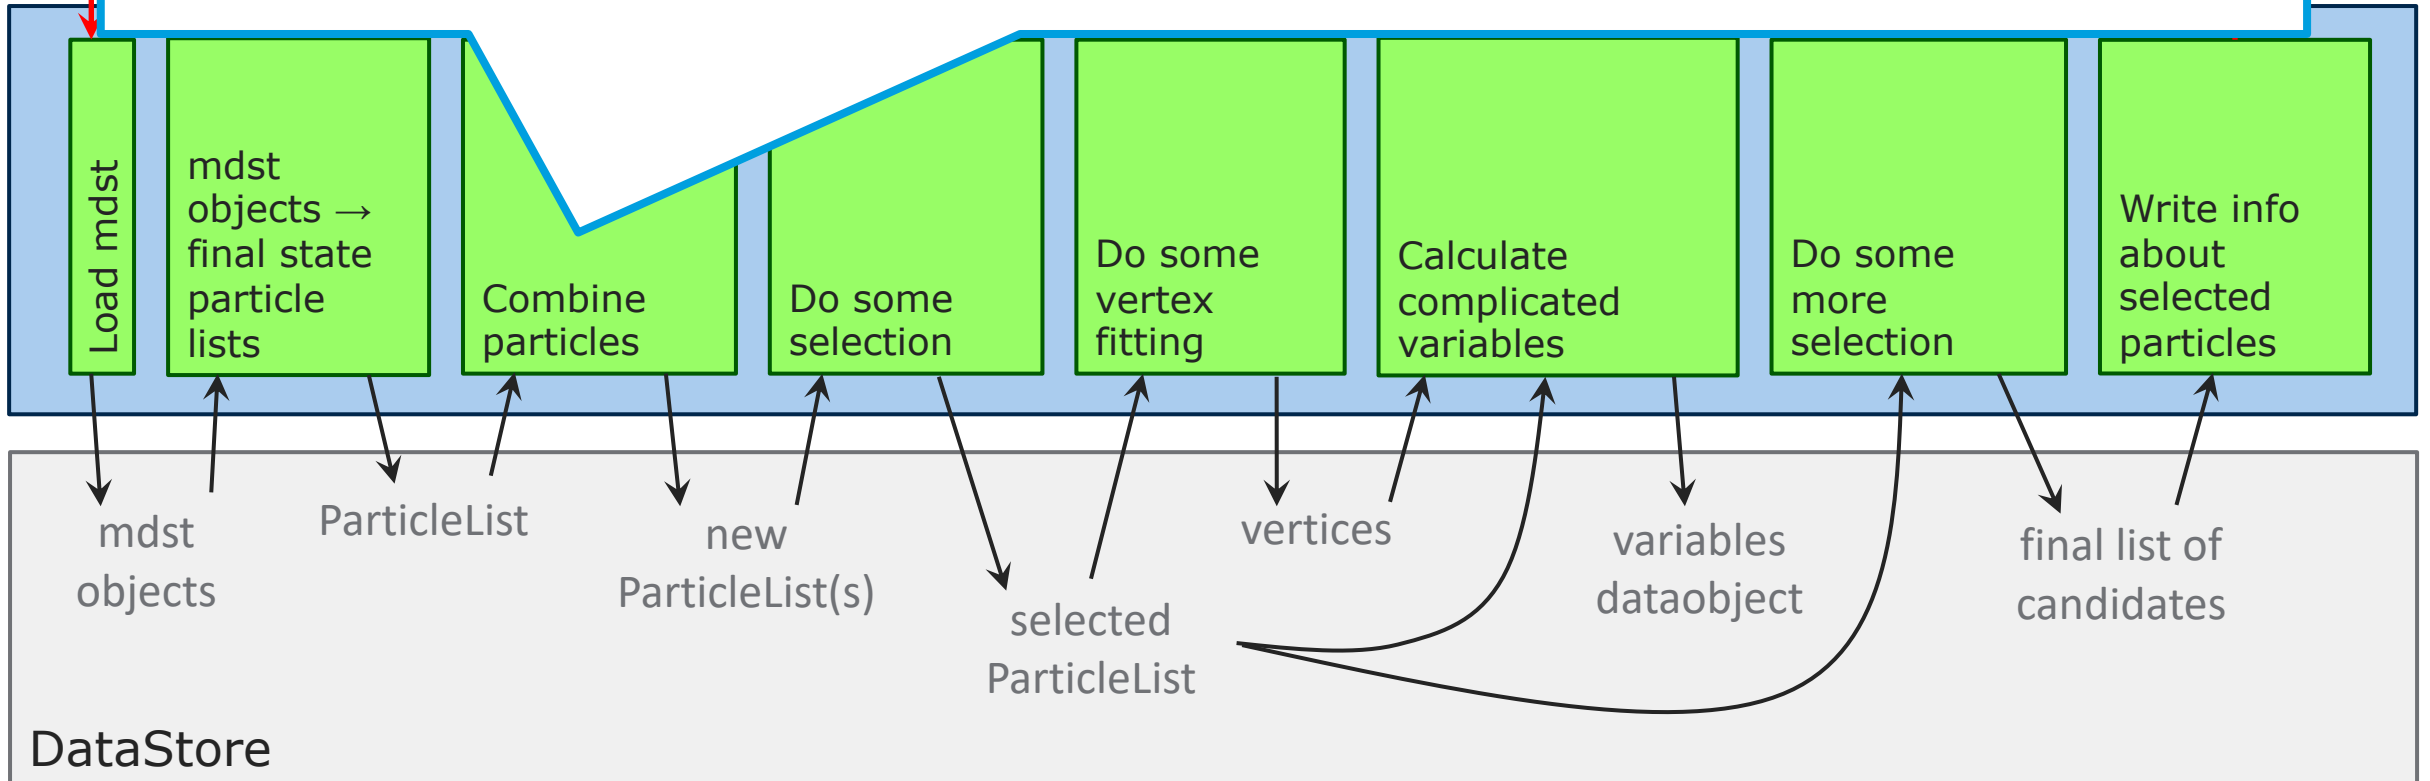 Load mdst
mdst
objects →
final state
particle
lists
Combine
particles
Do some
selection
Do some
vertex
fitting
Calculate
complicated
variables
Do some
more
selection
Write info
about
selected
particles
mdst
objects
ParticleList
new
ParticleList(s)
selected
ParticleList
vertices
variables
dataobject
final list of
candidates
DataStore